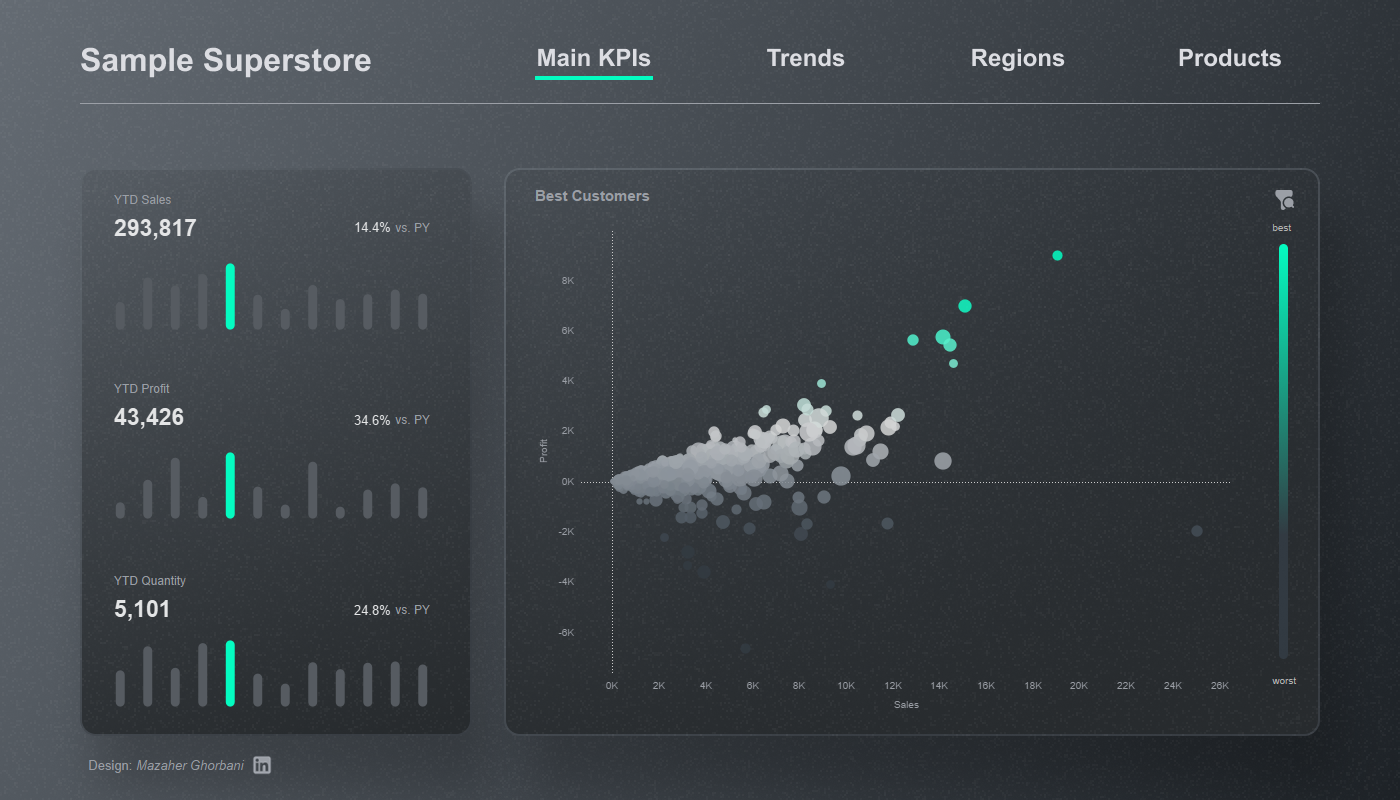 Sample Superstore
Main KPIs Trends Regions Products
YTD Sales
293,817 14.4% vs. PY
YTD Profit
43,426 34.6% vs. PY
YTD Quantity
5,101 24.8% vs. PY
Best Customers
best
8K
6K
4K
2K
0K
-2K
-4K
-6K
Profit
0K 2K 4K 6K 8K 10K 12K 14K 16K 18K 20K 22K 24K 26K
Sales
worst
Design: Mazaher Ghorbani in